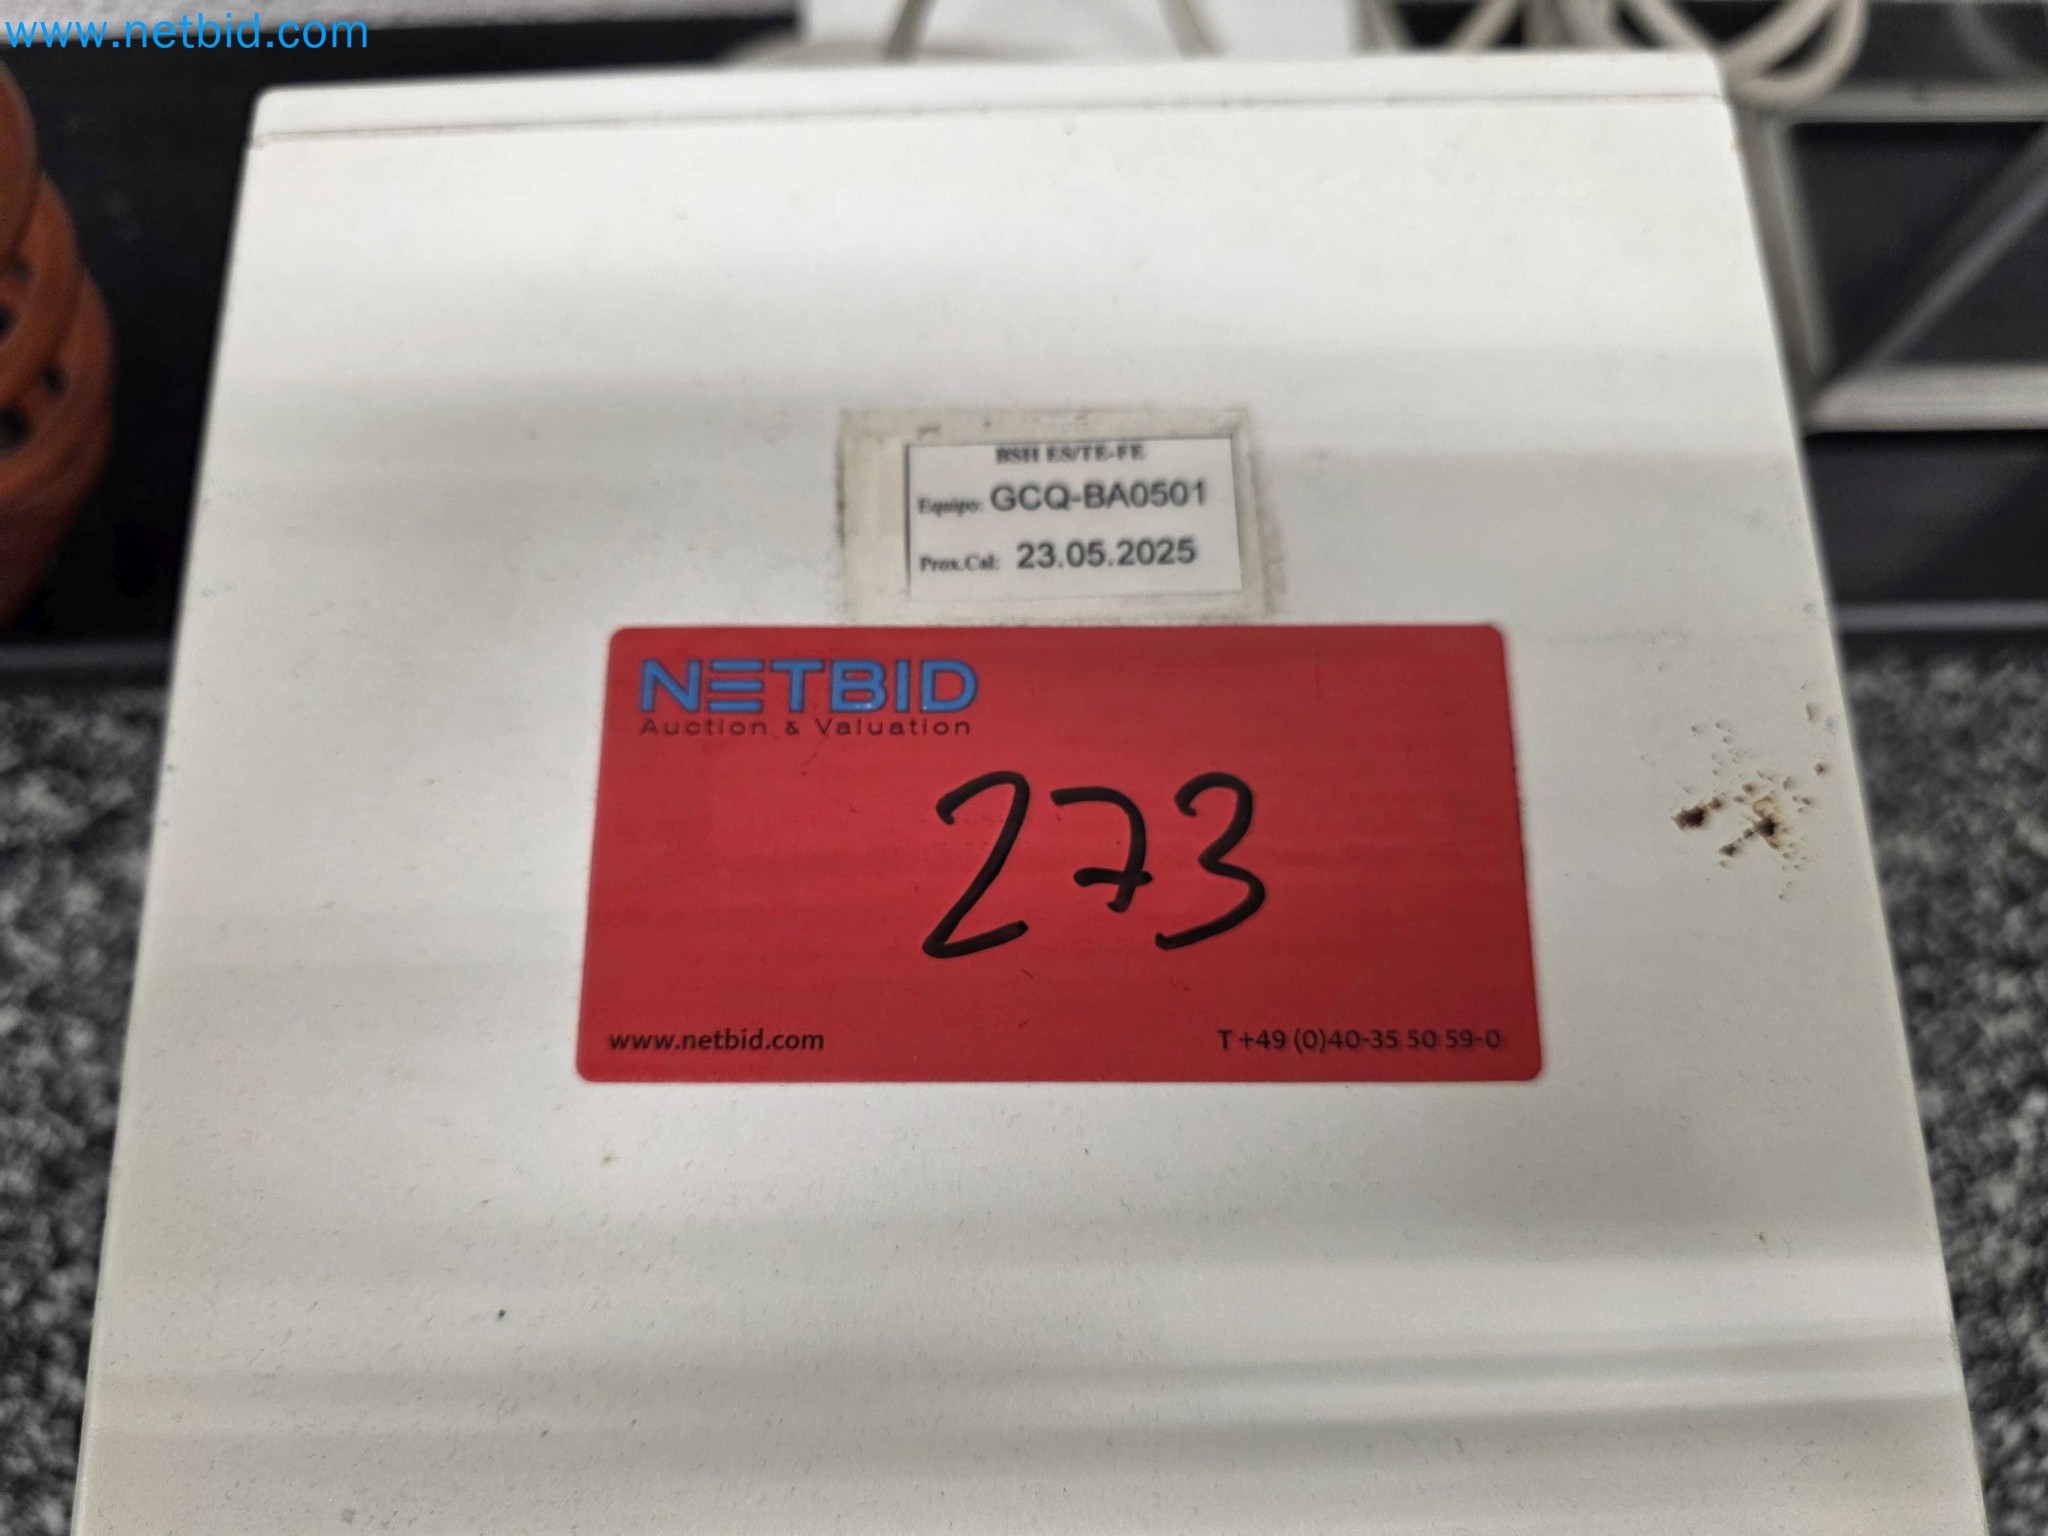 www.netbid.com
BSH ES/TE-FE
Equipo: GCQ-BA0501
Prox.Cal: 23.05.2025
NETBID
Auction & Valuation
273
www.netbid.com T +49 (0)40-35 50 59-0